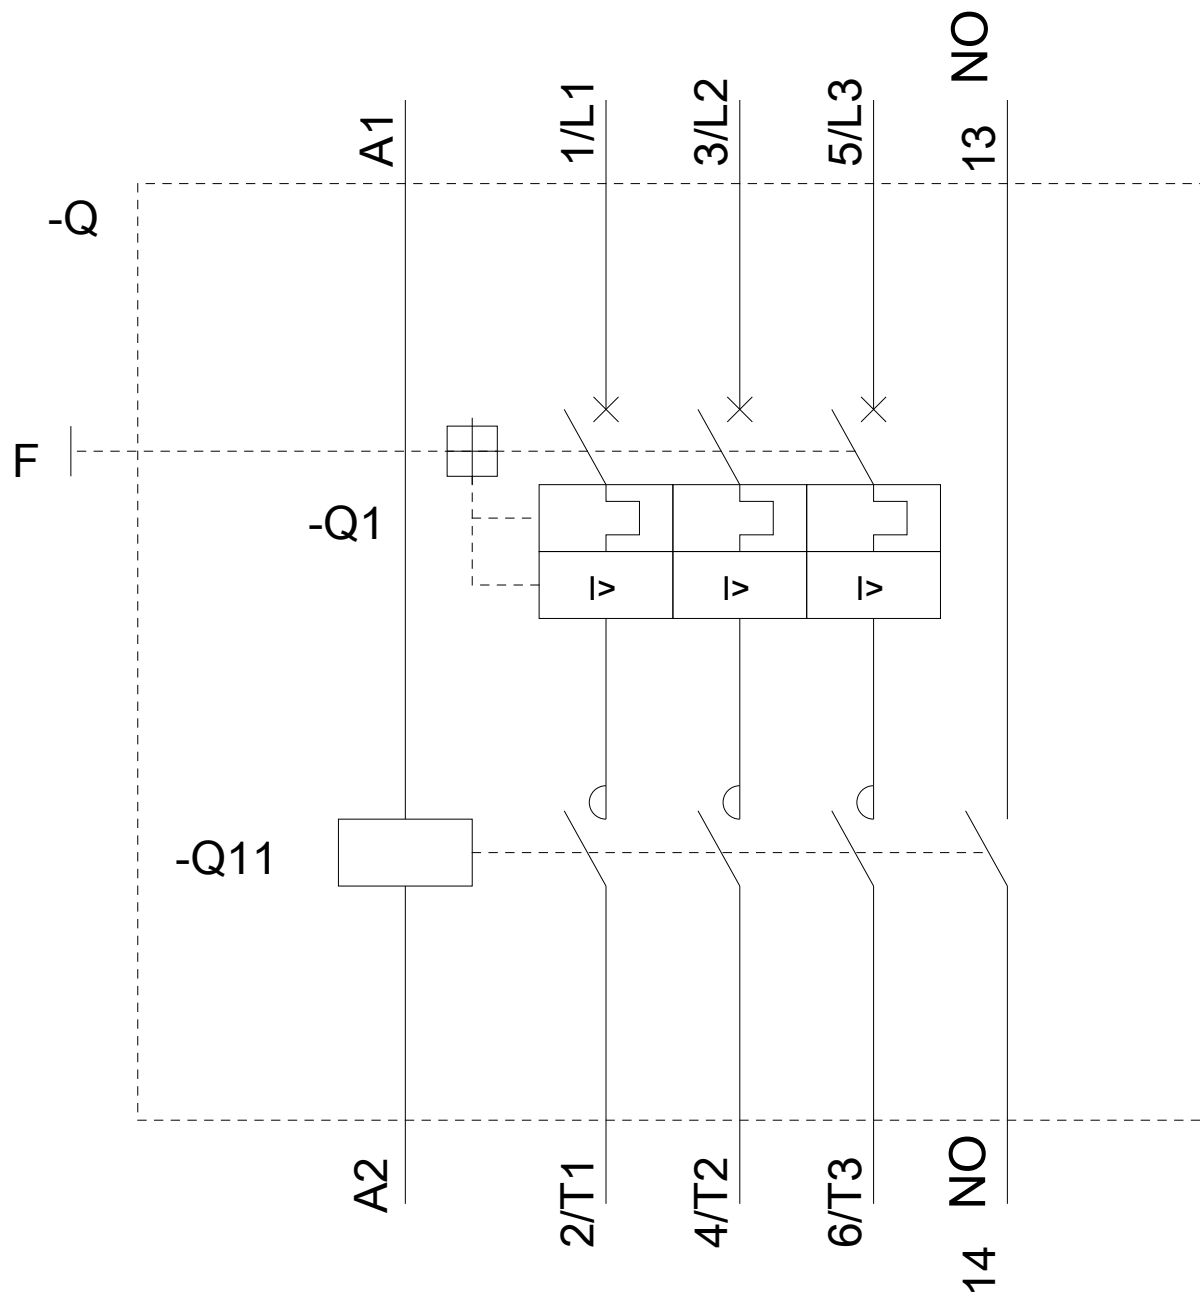 A1
1/L1
3/L2
5/L3
13 NO
-Q
F
-Q1
I>
I>
I>
-Q11
A2
2/T1
4/T2
6/T3
14 NO